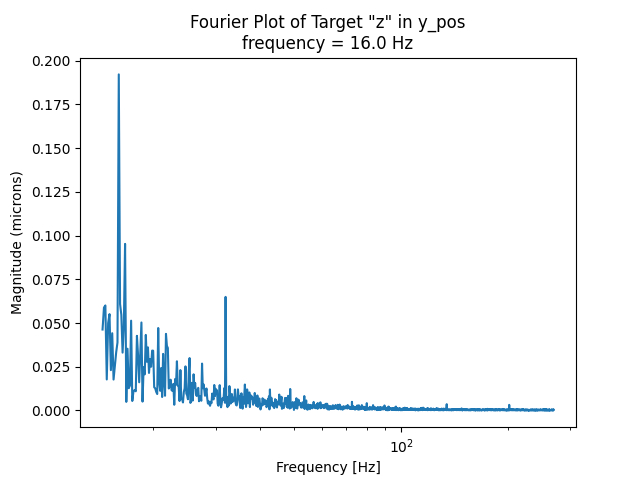 Fourier Plot of Target "z" in y_pos
frequency = 16.0 Hz
0.200
0.175
0.150
0.125
0.100
0.075
0.050
0.025
0.000
Magnitude (microns)
10²
Frequency [Hz]